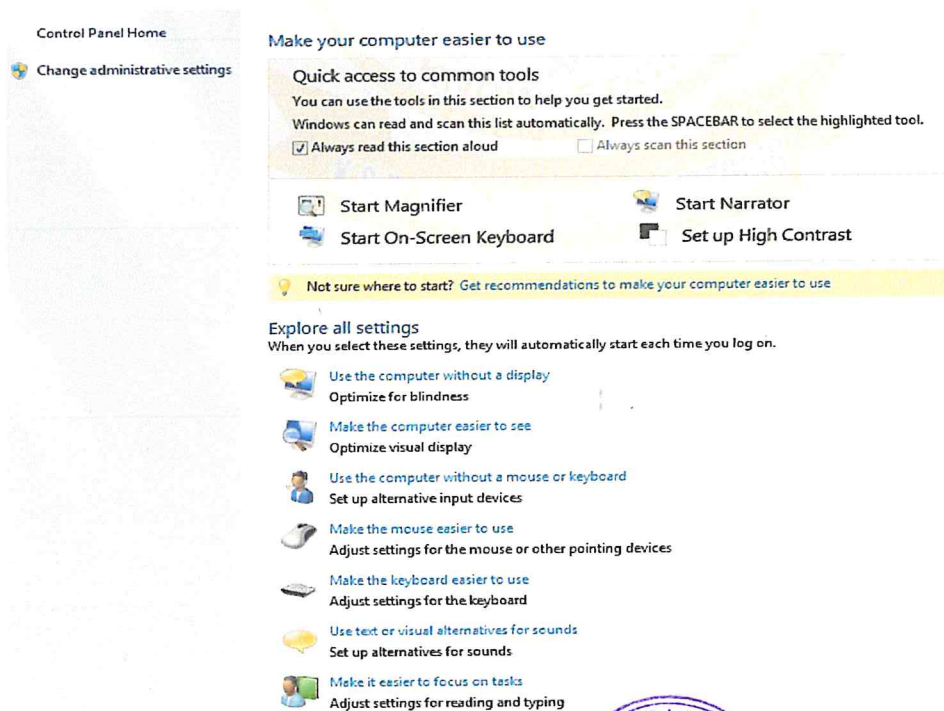 Control Panel Home
Change administrative settings
Make your computer easier to use
Quick access to common tools
You can use the tools in this section to help you get started.
Windows can read and scan this list automatically. Press the SPACEBAR to select the highlighted tool.
Always read this section aloud
Always scan this section
Start Magnifier
Start Narrator
Start On-Screen Keyboard
Set up High Contrast
Not sure where to start? Get recommendations to make your computer easier to use
Explore all settings
When you select these settings, they will automatically start each time you log on.
Use the computer without a display
Optimize for blindness
Make the computer easier to see
Optimize visual display
Use the computer without a mouse or keyboard
Set up alternative input devices
Make the mouse easier to use
Adjust settings for the mouse or other pointing devices
Make the keyboard easier to use
Adjust settings for the keyboard
Use text or visual alternatives for sounds
Set up alternatives for sounds
Make it easier to focus on tasks
Adjust settings for reading and typing